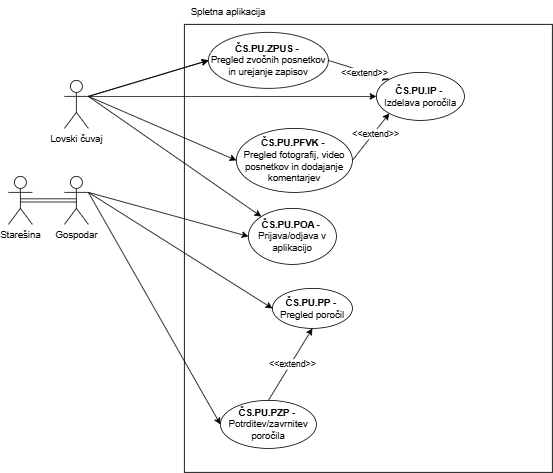 Spletna aplikacija
ČS.PU.ZPUS -
Pregled zvočnih posnetkov
in urejanje zapisov
<<extend>>
ČS.PU.IP -
Izdelava poročila
Lovski čuvaj
<<extend>>
ČS.PU.PFVK -
Pregled fotografij, video
posnetkov in dodajanje
komentarjev
Starešina
Gospodar
ČS.PU.POA -
Prijava/odjava v
aplikacijo
ČS.PU.PP -
Pregled poročil
<<extend>>
ČS.PU.PZP -
Potrditev/zavrnitev
poročila